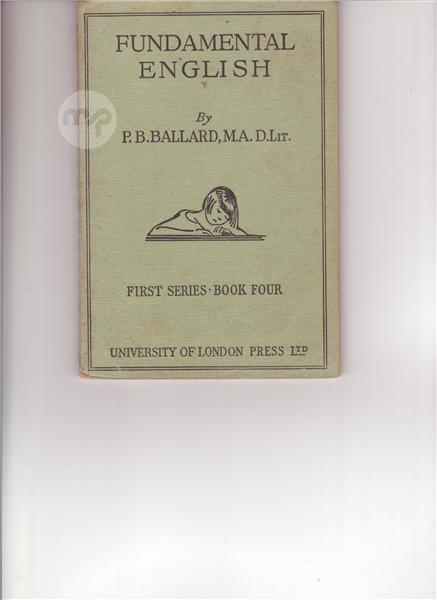 FUNDAMENTAL
ENGLISH
By
P.B.BALLARD, M.A. D.LIT.
FIRST SERIES · BOOK FOUR
UNIVERSITY OF LONDON PRESS LTD